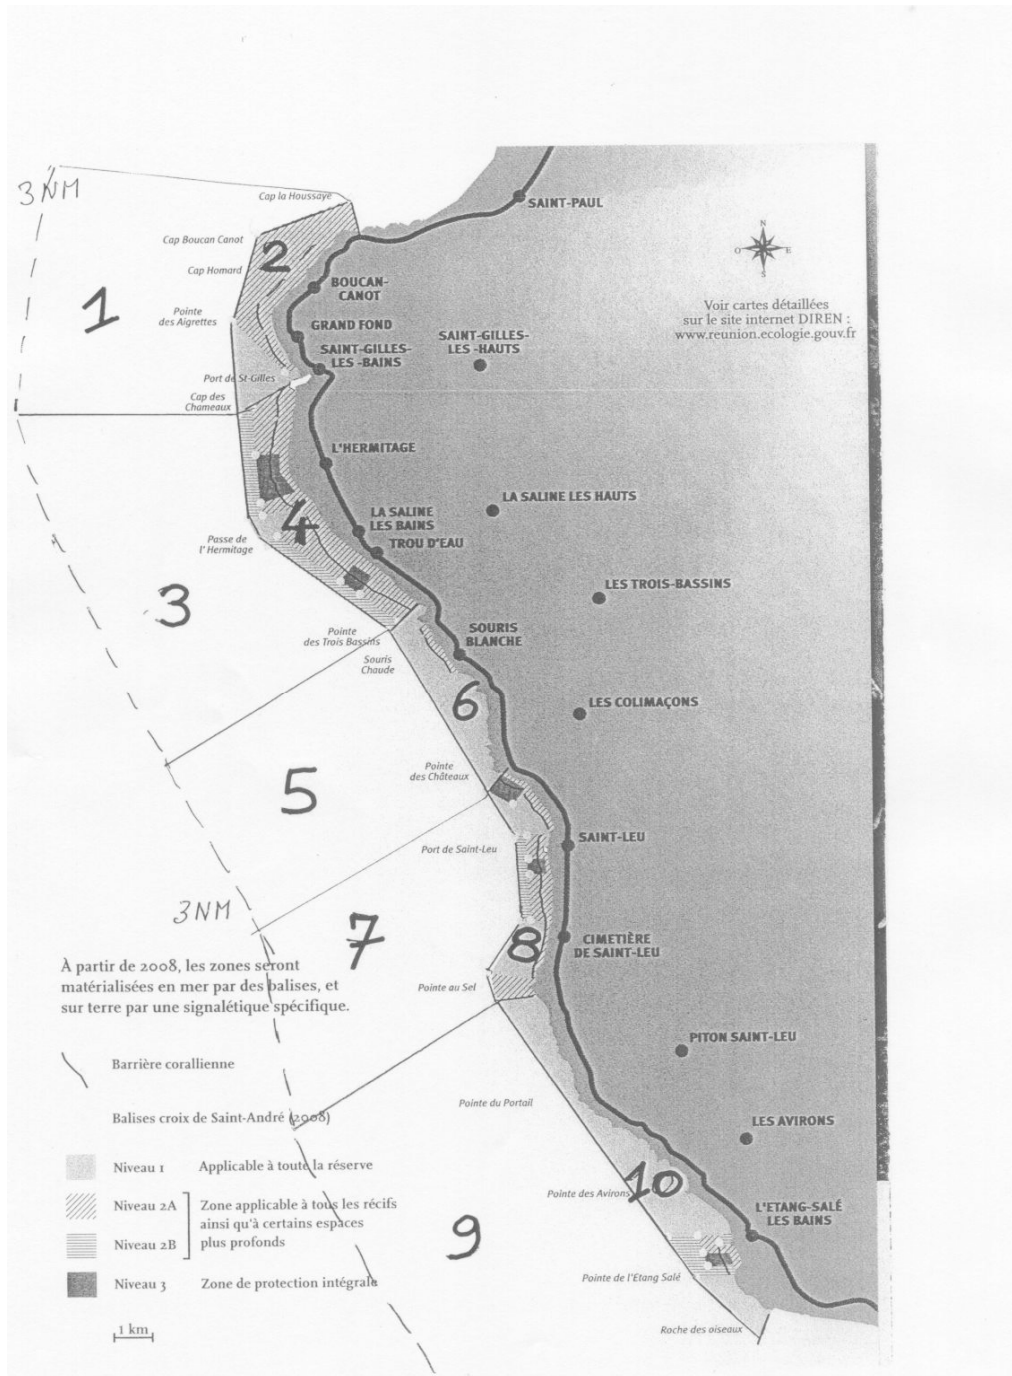 3NM
Cap la Houssaye
SAINT-PAUL
Cap Boucan Canot
2
Cap Homard
N
O E
S
BOUCAN-
CANOT
Voir cartes détaillées
sur le site internet DIREN :
www.reunion.ecologie.gouv.fr
1
Pointe
des Aigrettes
GRAND FOND
SAINT-GILLES-
LES -HAUTS
SAINT-GILLES-
LES -BAINS
Port de St-Gilles
Cap des
Chameaux
L'HERMITAGE
LA SALINE LES HAUTS
4
LA SALINE
LES BAINS
TROU D'EAU
Passe de
l' Hermitage
LES TROIS-BASSINS
3
Pointe
des Trois Bassins
SOURIS
BLANCHE
Souris
Chaude
6
LES COLIMAÇONS
5
Pointe
des Châteaux
SAINT-LEU
Port de Saint-Leu
3NM
7
8
CIMETIÈRE
DE SAINT-LEU
À partir de 2008, les zones seront
matérialisées en mer par des balises, et
sur terre par une signalétique spécifique.
Pointe au Sel
PITON SAINT-LEU
Barrière corallienne
Pointe du Portail
Balises croix de Saint-André (2008)
LES AVIRONS
Niveau 1 Applicable à toute la réserve
Pointe des Avirons
10
Niveau 2A Zone applicable à tous les récifs
ainsi qu'à certains espaces
Niveau 2B plus profonds
L'ETANG-SALÉ
LES BAINS
9
Niveau 3 Zone de protection intégrale
Pointe de l'Etang Salé
1 km
Roche des oiseaux